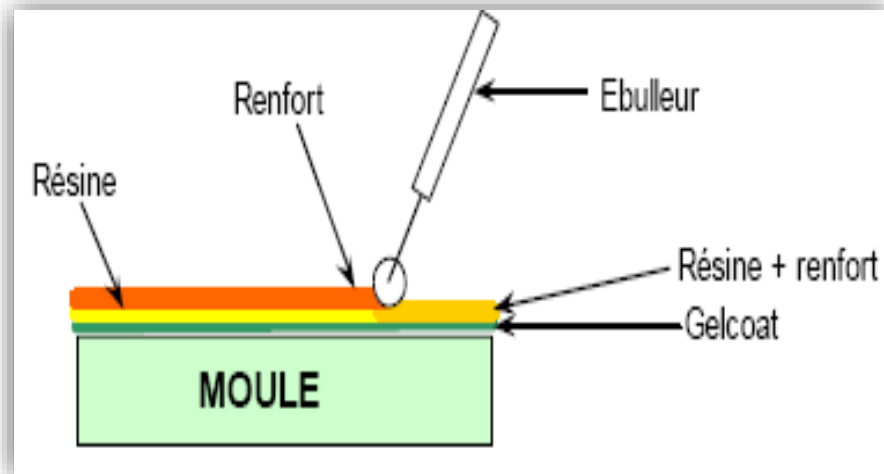 Renfort
Ebulleur
Résine
Résine + renfort
Gelcoat
MOULE